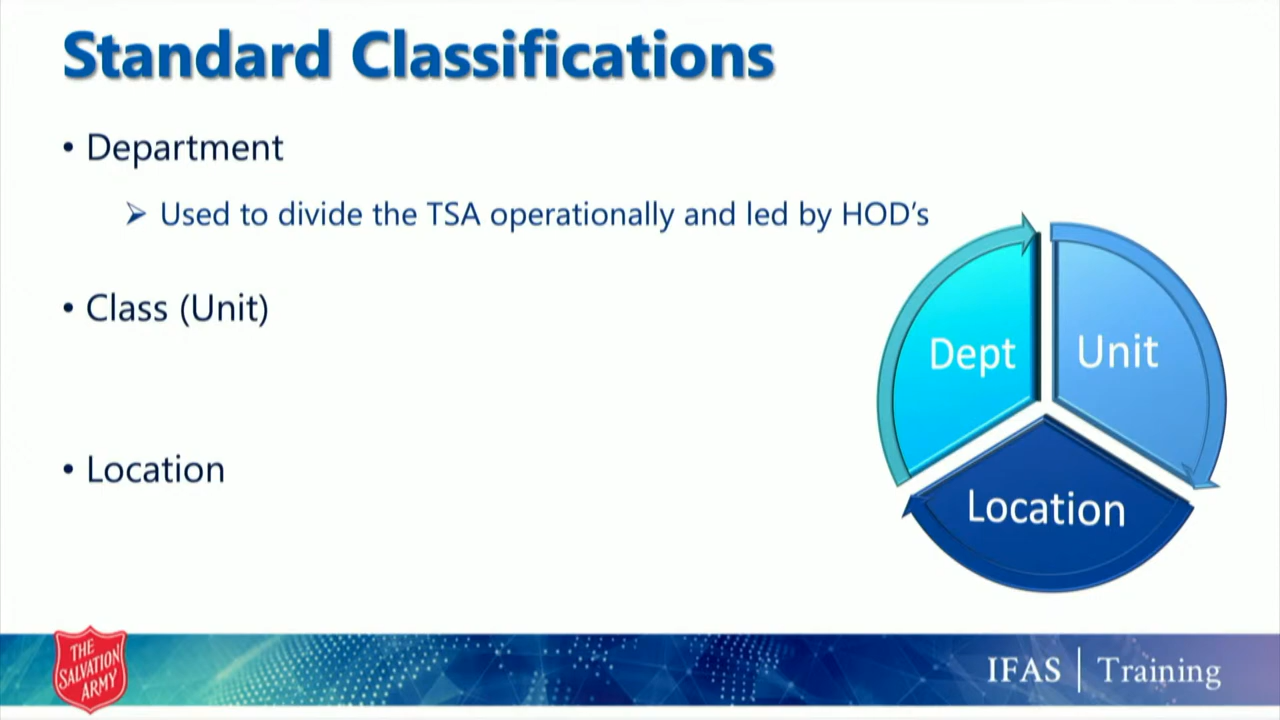 Standard Classifications
• Department
➢ Used to divide the TSA operationally and led by HOD's
• Class (Unit)
• Location
Dept
Unit
Location
THE
SALVATION
ARMY
IFAS | Training